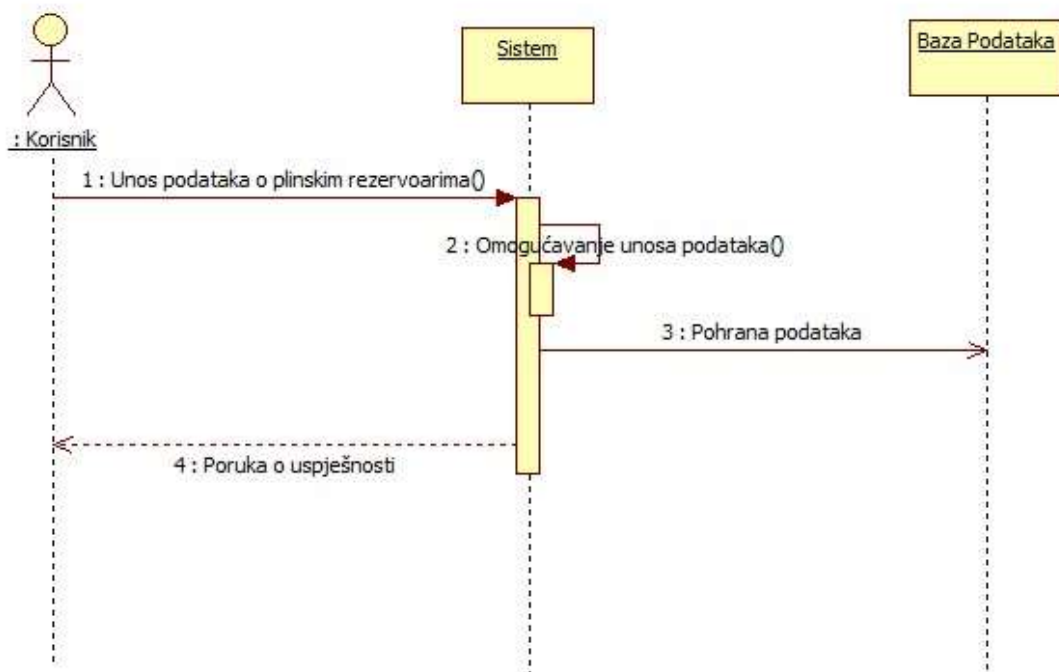 Sistem
Baza Podataka
: Korisnik
1 : Unos podataka o plinskim rezervoarima()
2 : Omogućavanje unosa podataka()
3 : Pohrana podataka
4 : Poruka o uspješnosti